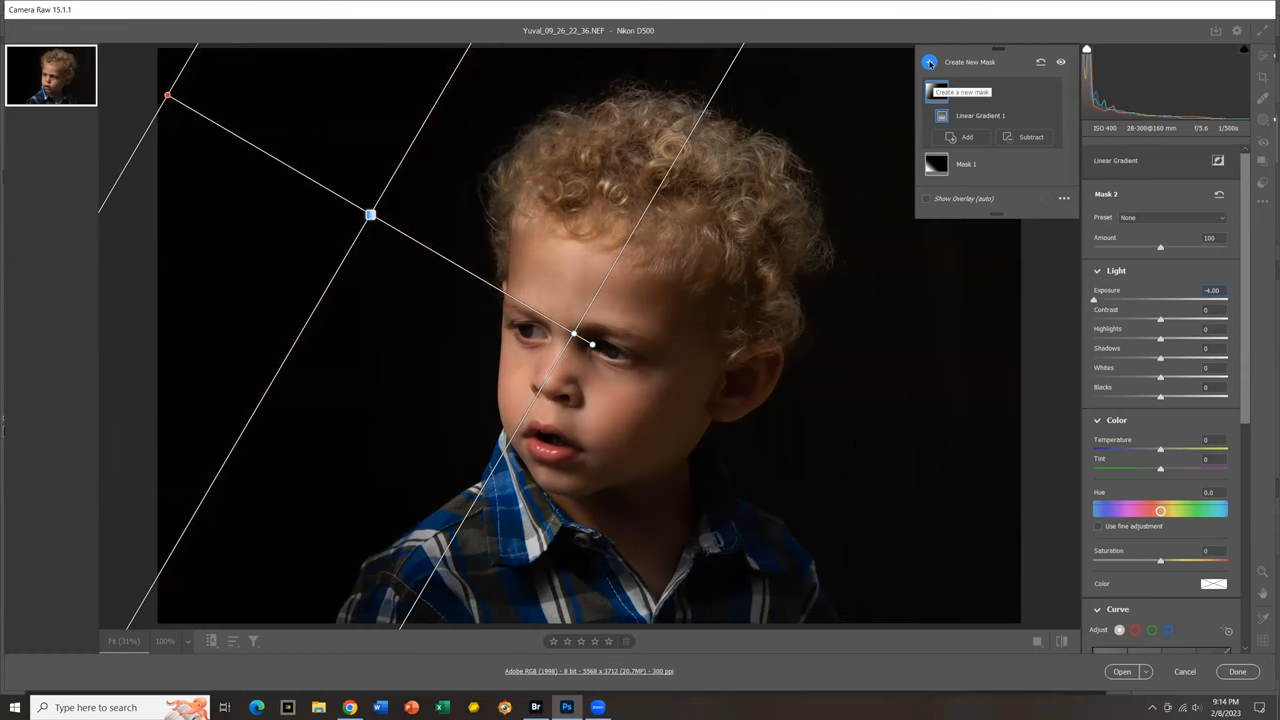 Camera Raw 15.1.1
Yuval_09_26_22_36.NEF - Nikon D500
Create New Mask
Create a new mask
Linear Gradient 1
Add Subtract
Mask 1
Show Overlay (auto)
ISO 400 28-300@160 mm f/5.6 1/500s
Linear Gradient
Mask 2
Preset None
Amount 100
Light
Exposure -4.00
Contrast 0
Highlights 0
Shadows 0
Whites 0
Blacks 0
Color
Temperature 0
Tint 0
Hue 0.0
Use fine adjustment
Saturation 0
Color
Curve
Adjust
Fit (31%) 100%
Adobe RGB (1998) - 8 bit - 5568 x 3712 (20.7MP) - 300 ppi
Open Cancel Done
Type here to search
Br Ps zoom
9:14 PM
2/8/2023